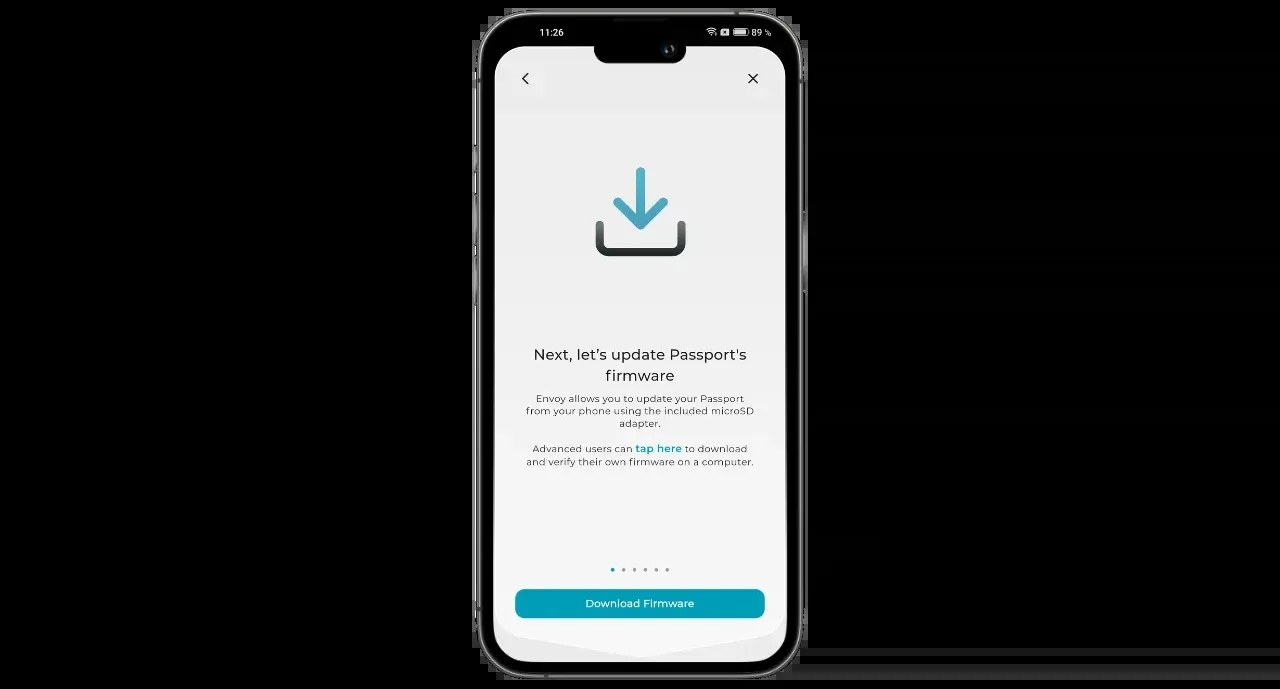 11:26
89 %
Next, let’s update Passport's
firmware
Envoy allows you to update your Passport
from your phone using the included microSD
adapter.
Advanced users can tap here to download
and verify their own firmware on a computer.
Download Firmware